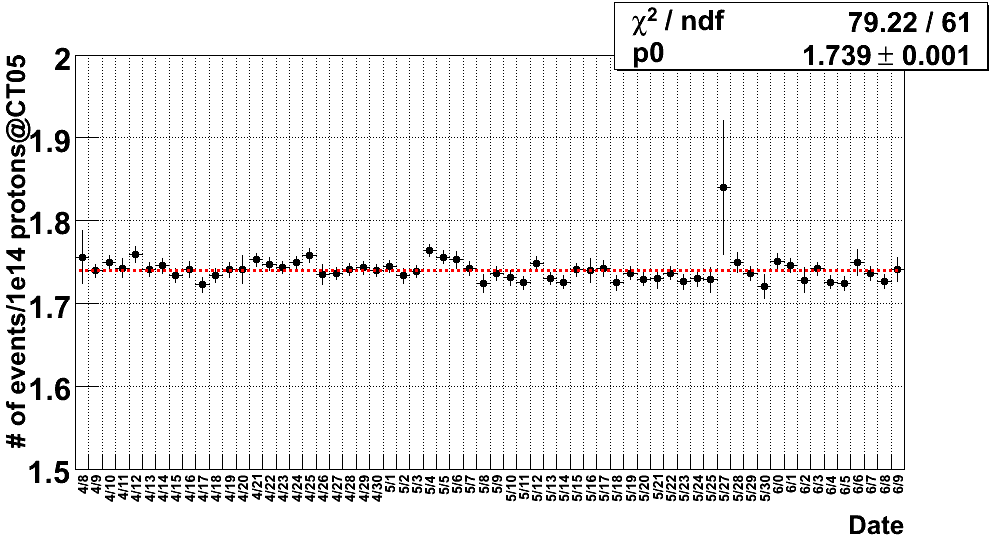 χ² / ndf 79.22 / 61
p0 1.739 ± 0.001
# of events/1e14 protons@CT05
2
1.9
1.8
1.7
1.6
1.5
4/8 4/9 4/10 4/11 4/12 4/13 4/14 4/15 4/16 4/17 4/18 4/19 4/20 4/21 4/22 4/23 4/24 4/25 4/26 4/27 4/28 4/29 4/30 5/1 5/2 5/3 5/4 5/5 5/6 5/7 5/8 5/9 5/10 5/11 5/12 5/13 5/14 5/15 5/16 5/17 5/18 5/19 5/20 5/21 5/22 5/23 5/24 5/25 5/27 5/28 5/29 5/30 6/0 6/1 6/2 6/3 6/4 6/5 6/6 6/7 6/8 6/9
Date